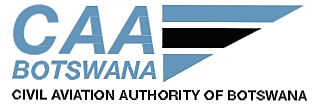 CAA
BOTSWANA
CIVIL AVIATION AUTHORITY OF BOTSWANA